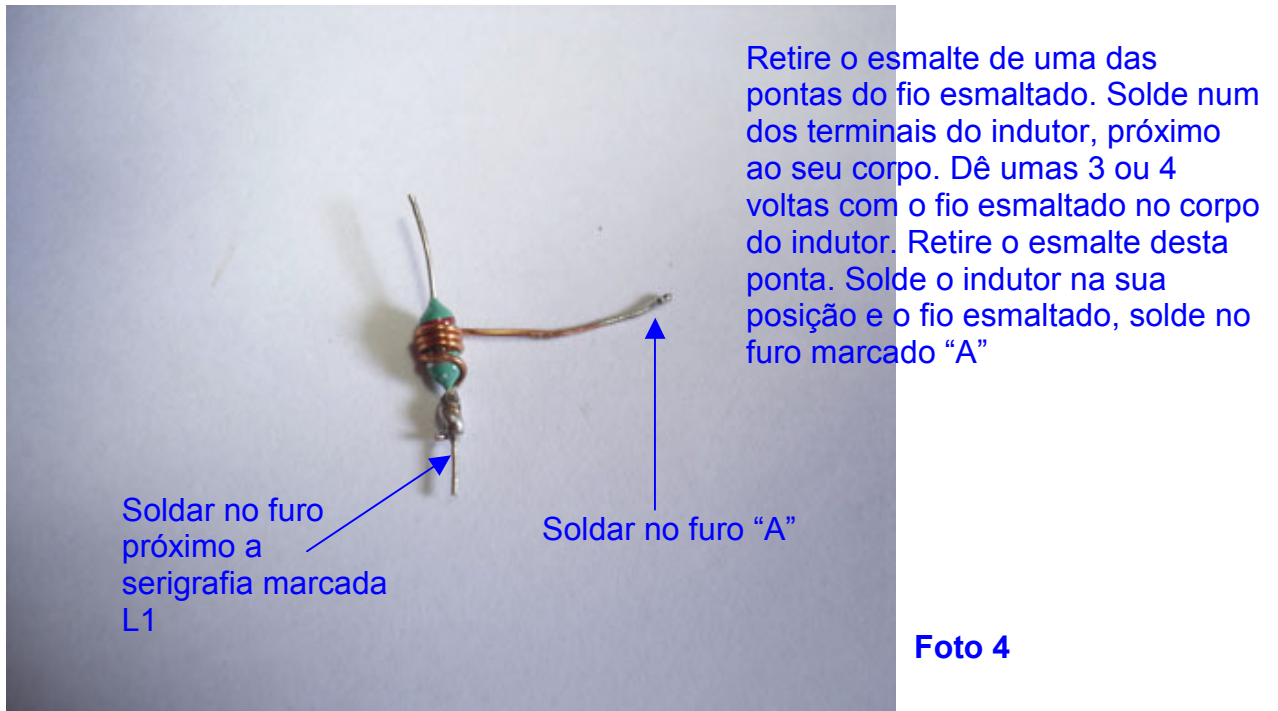 Retire o esmalte de uma das
pontas do fio esmaltado. Solde num
dos terminais do indutor, próximo
ao seu corpo. Dê umas 3 ou 4
voltas com o fio esmaltado no corpo
do indutor. Retire o esmalte desta
ponta. Solde o indutor na sua
posição e o fio esmaltado, solde no
furo marcado “A”
Soldar no furo
próximo a
serigrafia marcada
L1
Soldar no furo “A”
Foto 4